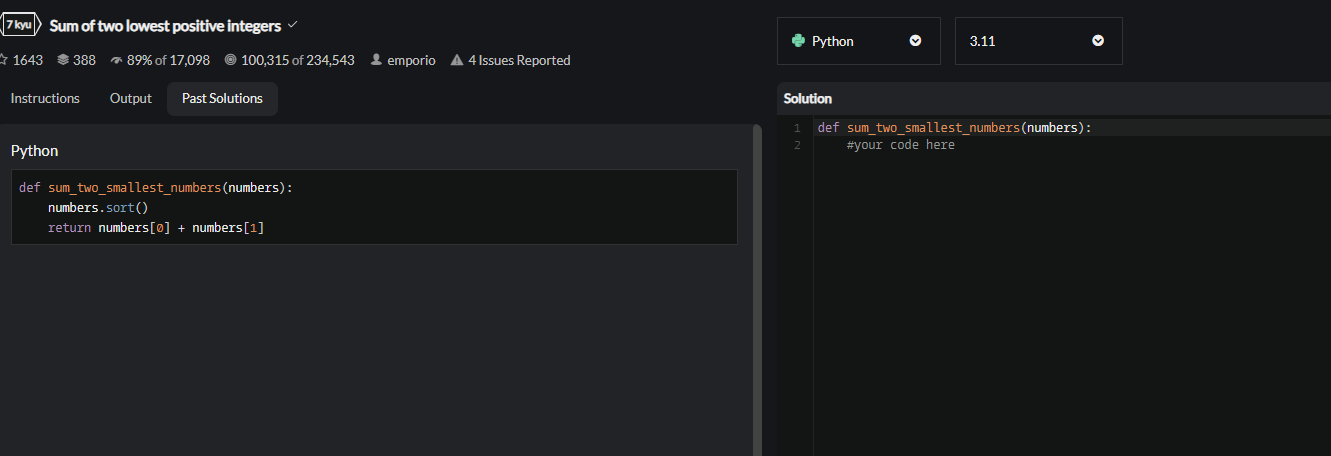 7 kyu Sum of two lowest positive integers
1643 388 89% of 17,098 100,315 of 234,543 emporio 4 Issues Reported
Instructions Output Past Solutions
Python
def sum_two_smallest_numbers(numbers):
    numbers.sort()
    return numbers[0] + numbers[1]
Python 3.11
Solution
1 def sum_two_smallest_numbers(numbers):
2     #your code here